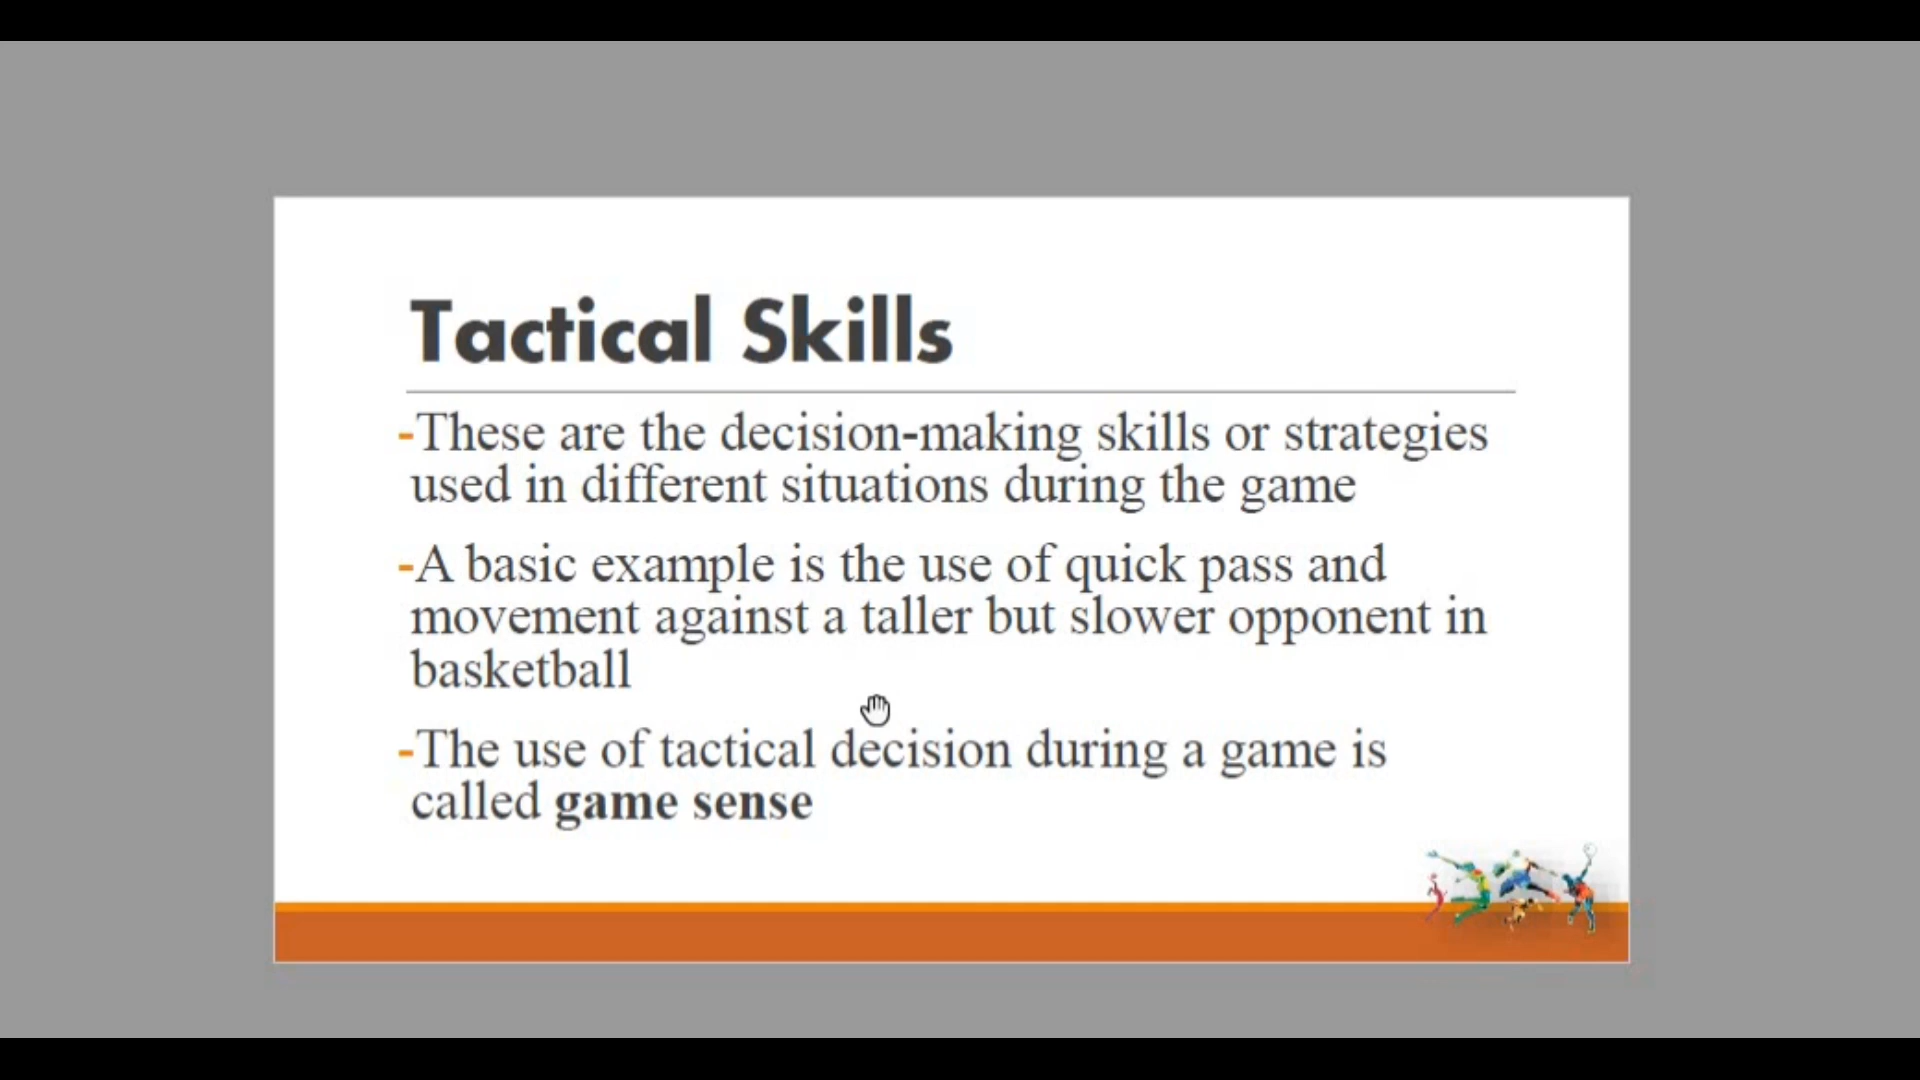 Tactical Skills
-These are the decision-making skills or strategies
used in different situations during the game
-A basic example is the use of quick pass and
movement against a taller but slower opponent in
basketball
-The use of tactical decision during a game is
called game sense